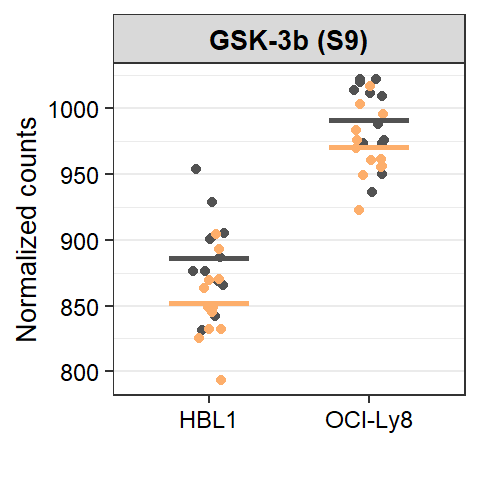 GSK-3b (S9)
Normalized counts
1000
950
900
850
800
HBL1
OCI-Ly8